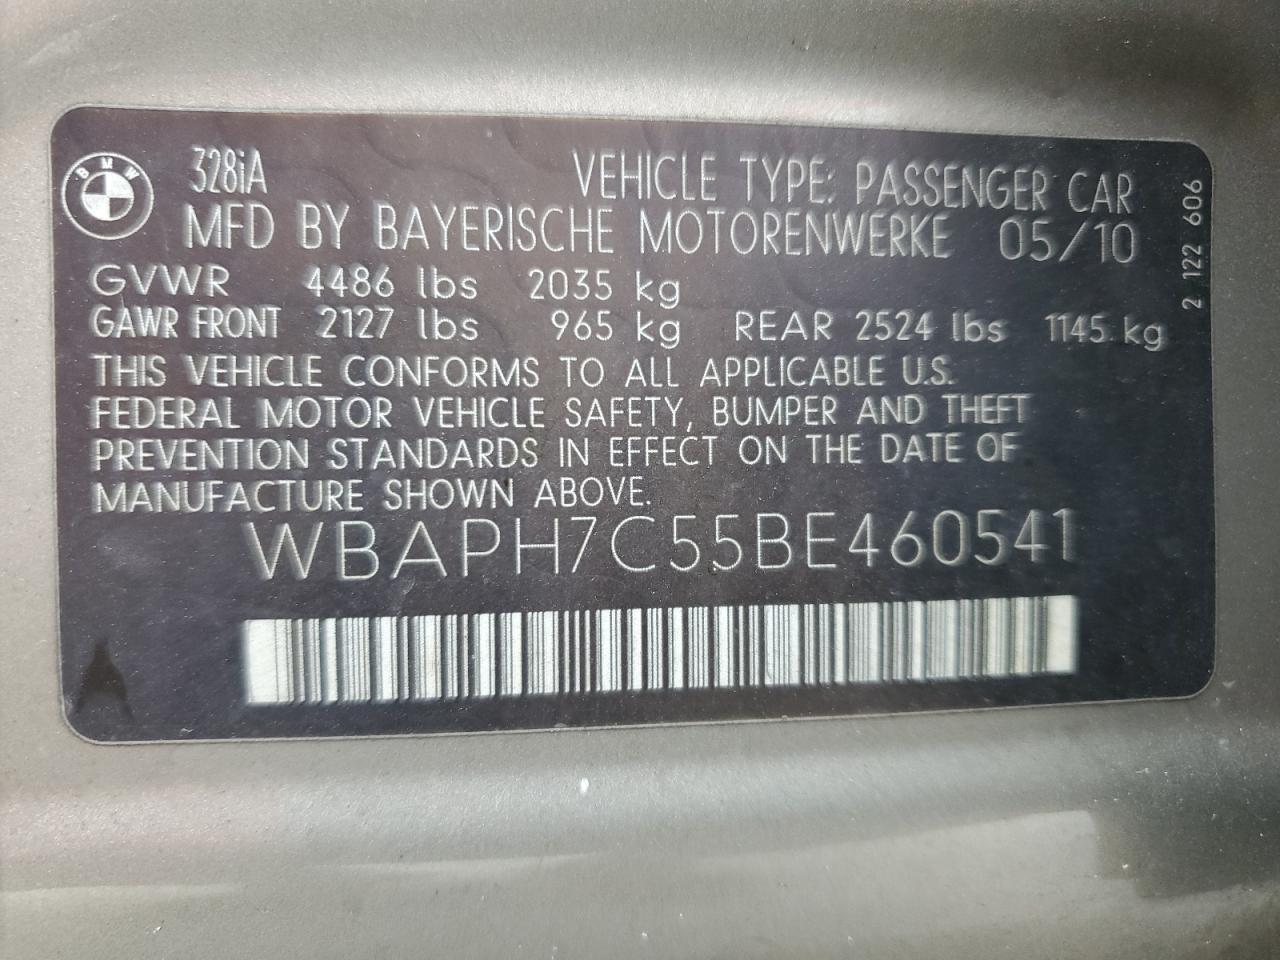 BMW
328iA VEHICLE TYPE: PASSENGER CAR
MFD BY BAYERISCHE MOTORENWERKE 05/10
GVWR 4486 lbs 2035 kg
GAWR FRONT 2127 lbs 965 kg REAR 2524 lbs 1145 kg
THIS VEHICLE CONFORMS TO ALL APPLICABLE U.S.
FEDERAL MOTOR VEHICLE SAFETY, BUMPER AND THEFT
PREVENTION STANDARDS IN EFFECT ON THE DATE OF
MANUFACTURE SHOWN ABOVE.
WBAPH7C55BE460541
2 122 606